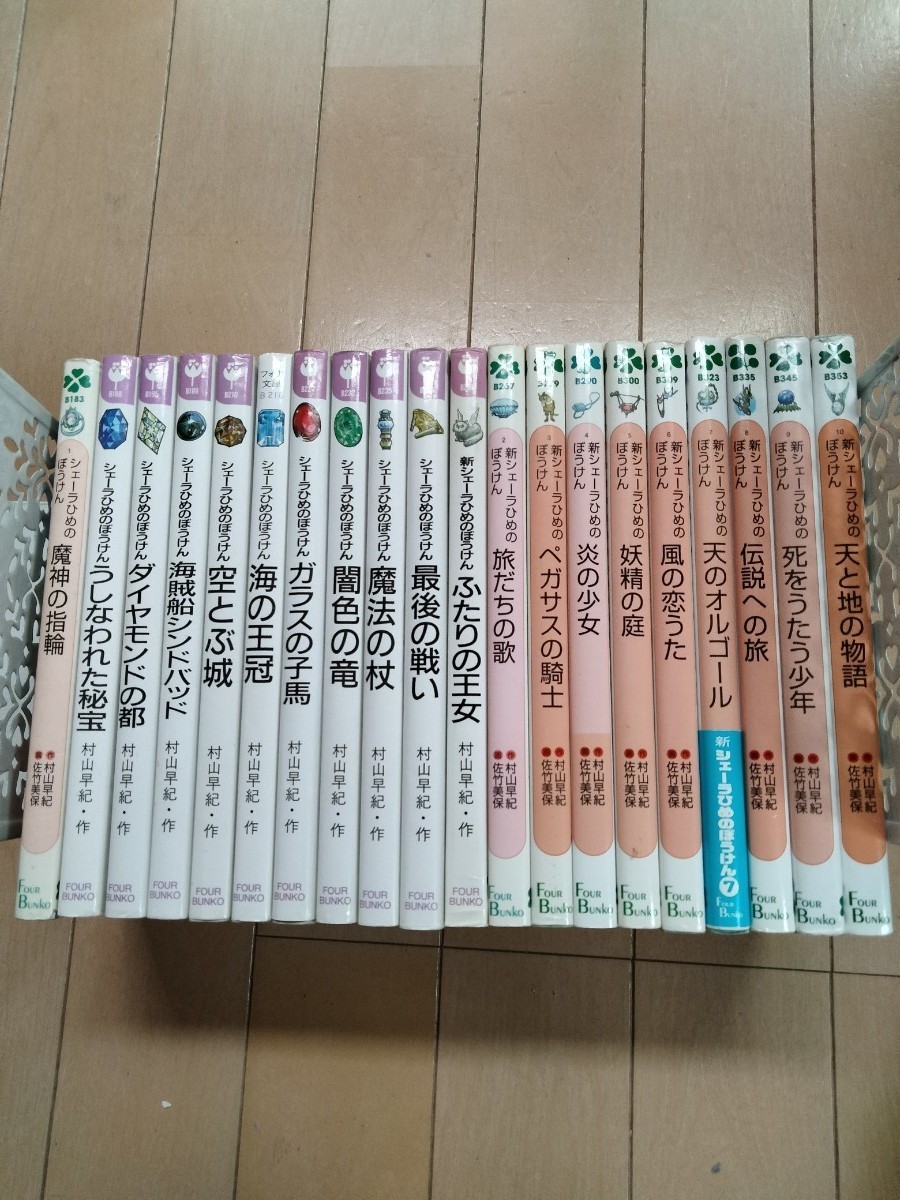 B183
1 シェーラひめの
ぼうけん
魔神の指輪
作 村山早紀
画 佐竹美保
FOUR
BUNKO
B188
シェーラひめのぼうけん うしなわれた秘宝
村山早紀・作
FOUR
BUNKO
B195
シェーラひめのぼうけん ダイヤモンドの都
村山早紀・作
FOUR
BUNKO
シェーラひめのぼうけん 海賊船シンドバッド
村山早紀・作
FOUR
BUNKO
B210
シェーラひめのぼうけん 空とぶ城
村山早紀・作
FOUR
BUNKO
フォア
文庫
シェーラひめのぼうけん 海の王冠
村山早紀・作
FOUR
BUNKO
シェーラひめのぼうけん ガラスの子馬
村山早紀・作
FOUR
BUNKO
B232
シェーラひめのぼうけん 闇色の竜
村山早紀・作
FOUR
BUNKO
B235
シェーラひめのぼうけん 魔法の杖
村山早紀・作
FOUR
BUNKO
シェーラひめのぼうけん 最後の戦い
村山早紀・作
FOUR
BUNKO
新シェーラひめのぼうけん ふたりの王女
村山早紀・作
FOUR
BUNKO
B267
2 新シェーラひめの
ぼうけん
旅だちの歌
作 村山早紀
画 佐竹美保
FOUR
BUNKO
3 新シェーラひめの
ぼうけん
ペガサスの騎士
作 村山早紀
画 佐竹美保
FOUR
BUNKO
B290
4 新シェーラひめの
ぼうけん
炎の少女
作 村山早紀
画 佐竹美保
FOUR
BUNKO
B300
5 新シェーラひめの
ぼうけん
妖精の庭
作 村山早紀
画 佐竹美保
FOUR
BUNKO
B309
6 新シェーラひめの
ぼうけん
風の恋うた
作 村山早紀
画 佐竹美保
FOUR
BUNKO
B323
7 新シェーラひめの
ぼうけん
天のオルゴール
新シェーラひめのぼうけん7
FOUR
BUNKO
B335
8 新シェーラひめの
ぼうけん
伝説への旅
作 村山早紀
画 佐竹美保
FOUR
BUNKO
B345
9 新シェーラひめの
ぼうけん
死をうたう少年
作 村山早紀
画 佐竹美保
FOUR
BUNKO
B353
10 新シェーラひめの
ぼうけん
天と地の物語
作 村山早紀
画 佐竹美保
FOUR
BUNKO